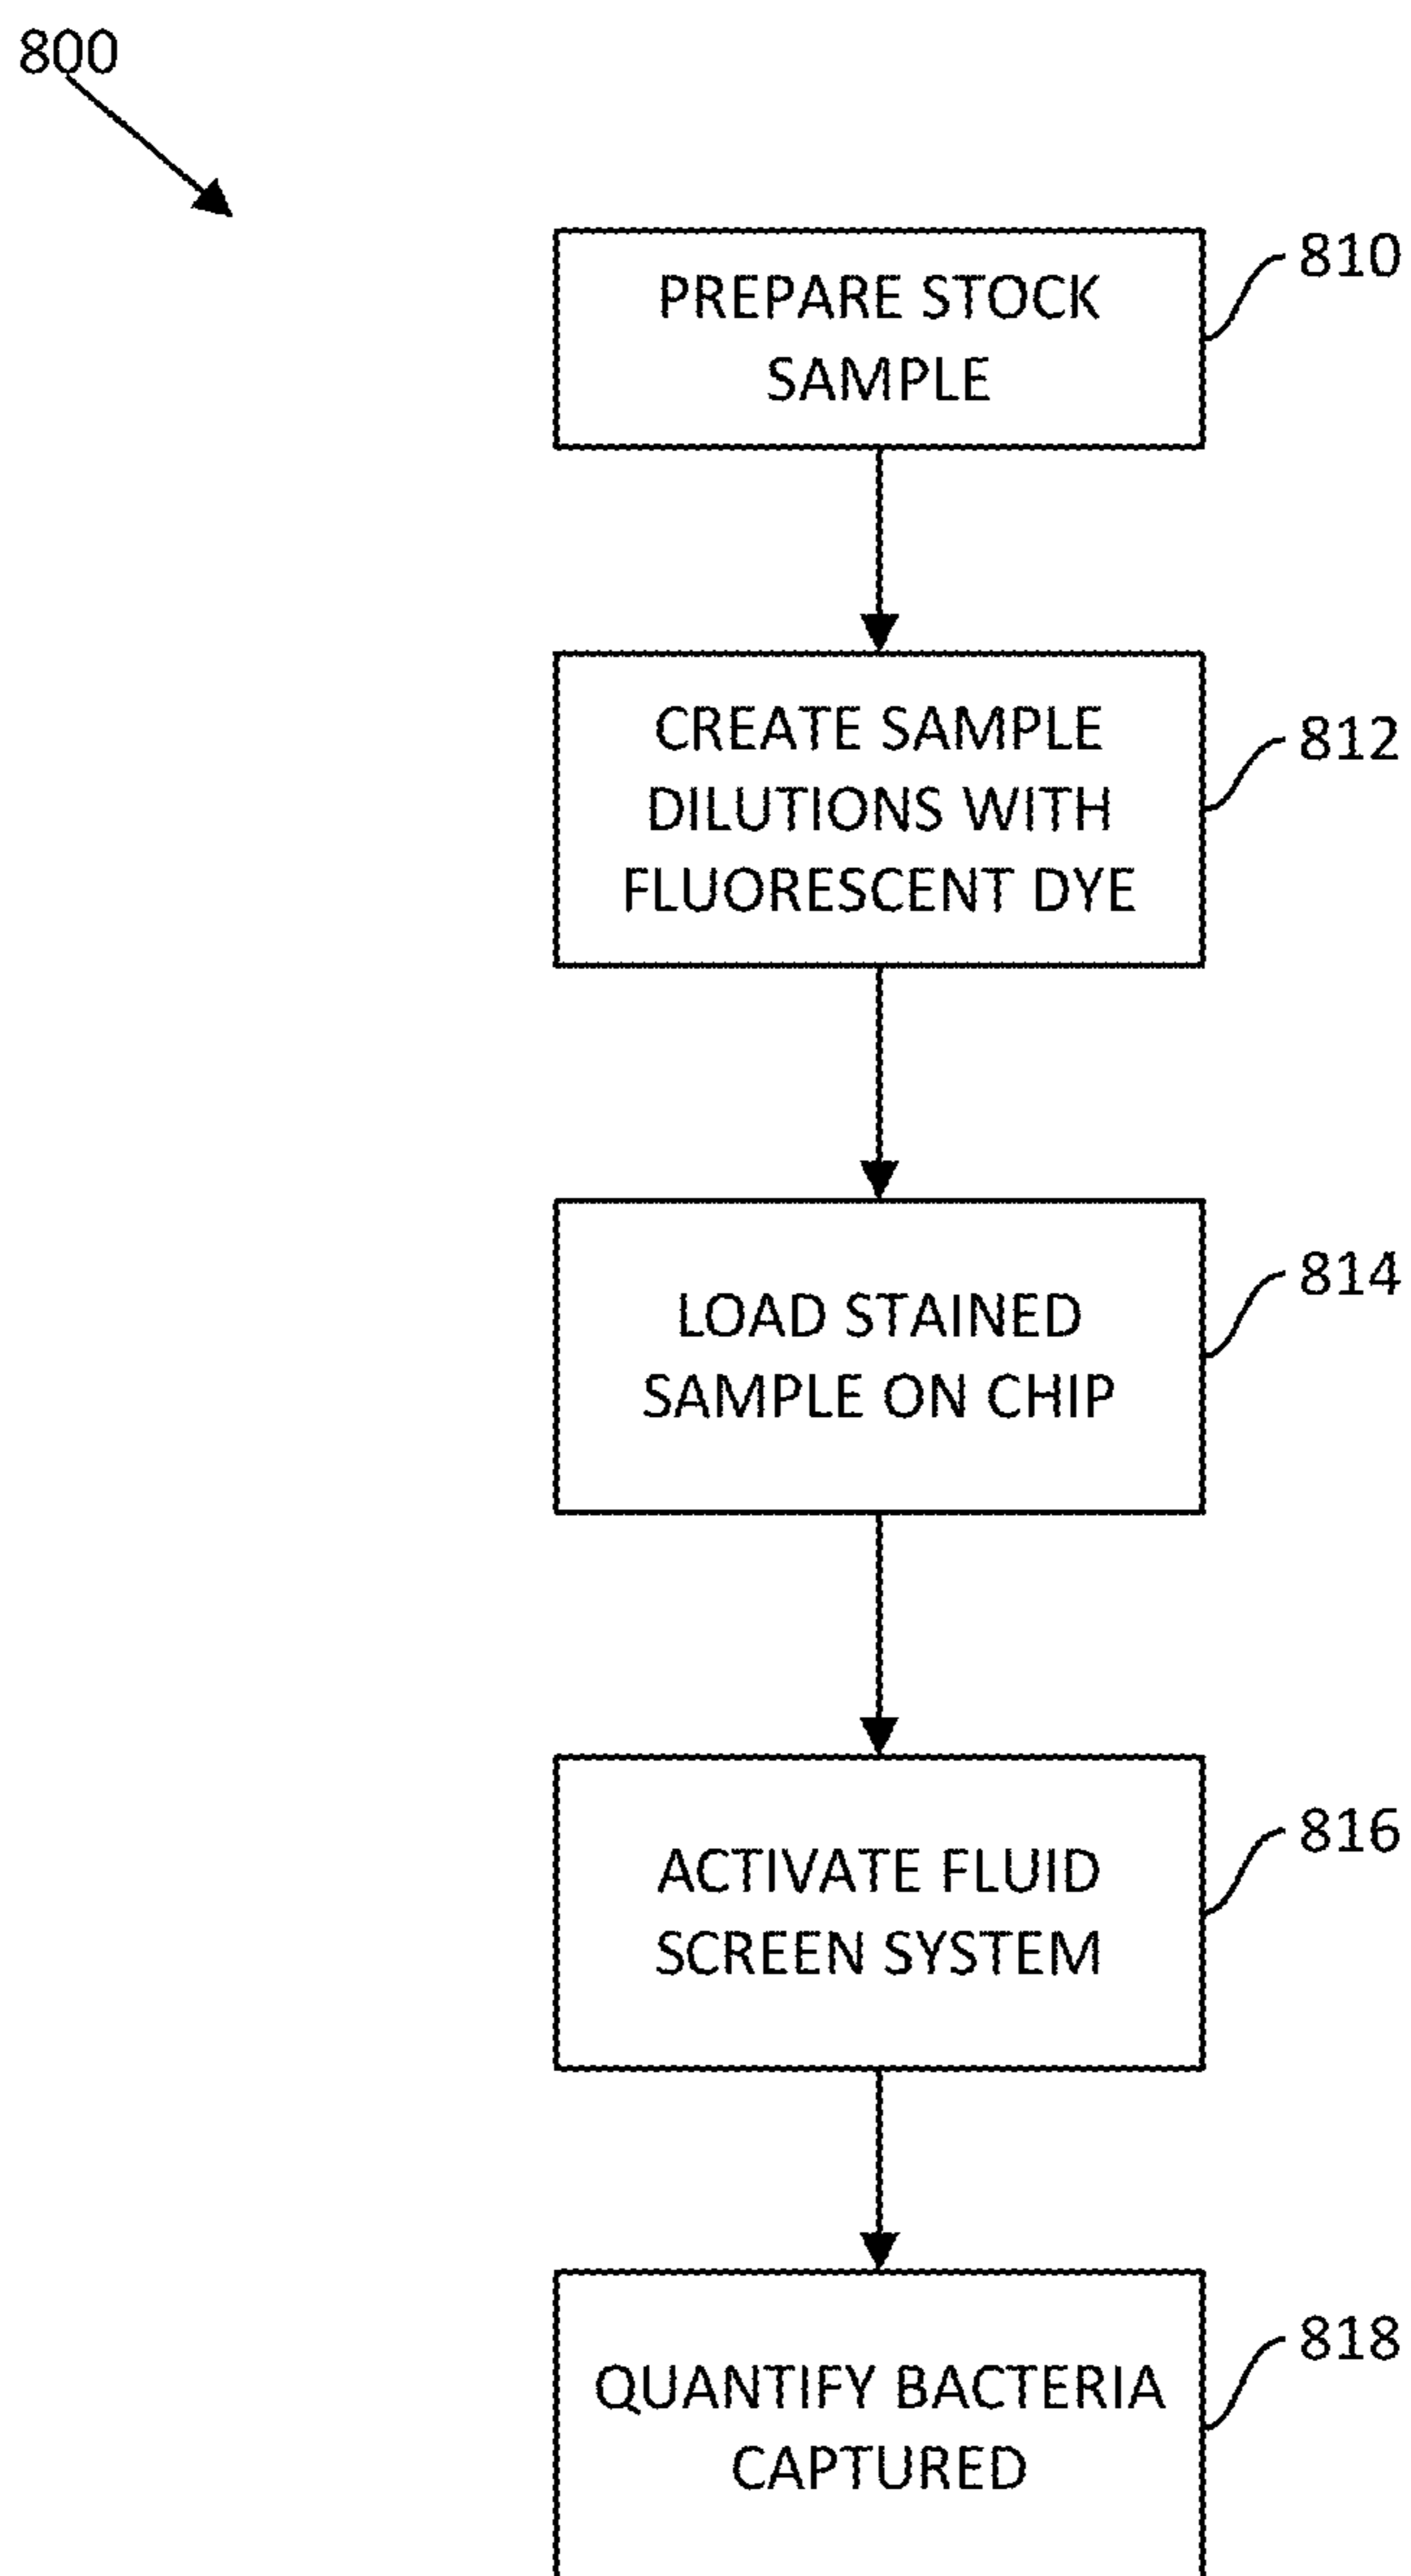 800
PREPARE STOCK
SAMPLE
810
CREATE SAMPLE
DILUTIONS WITH
FLUORESCENT DYE
812
LOAD STAINED
SAMPLE ON CHIP
814
ACTIVATE FLUID
SCREEN SYSTEM
816
QUANTIFY BACTERIA
CAPTURED
818